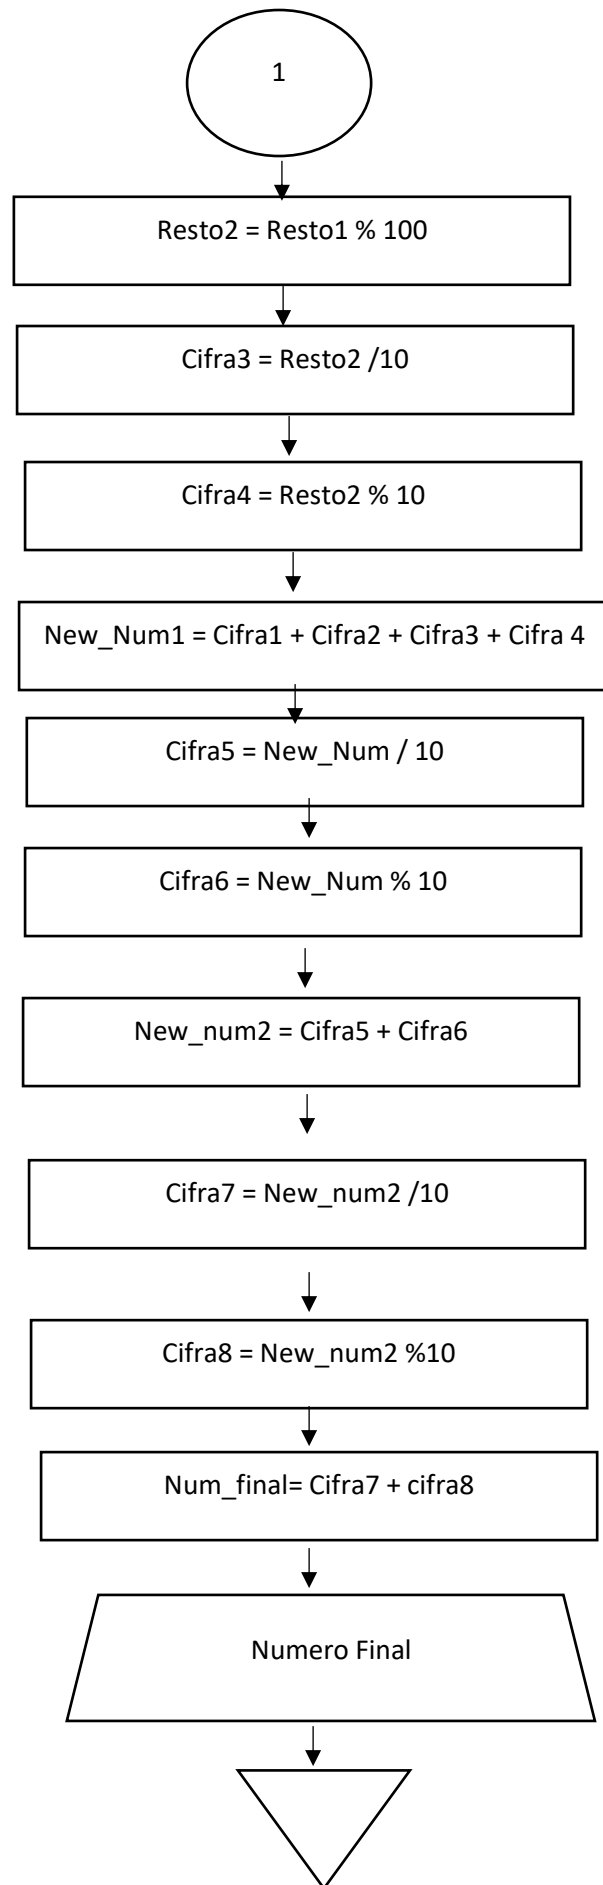 1
Resto2 = Resto1 % 100
Cifra3 = Resto2 /10
Cifra4 = Resto2 % 10
New_Num1 = Cifra1 + Cifra2 + Cifra3 + Cifra 4
Cifra5 = New_Num / 10
Cifra6 = New_Num % 10
New_num2 = Cifra5 + Cifra6
Cifra7 = New_num2 /10
Cifra8 = New_num2 %10
Num_final= Cifra7 + cifra8
Numero Final